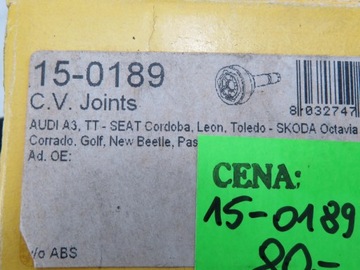 15-0189
C.V. Joints
8 032747
AUDI A3, TT - SEAT Cordoba, Leon, Toledo - SKODA Octavia
Corrado, Golf, New Beetle, Pas
Ad. OE:
CENA:
15-0189
80,-
w/o ABS